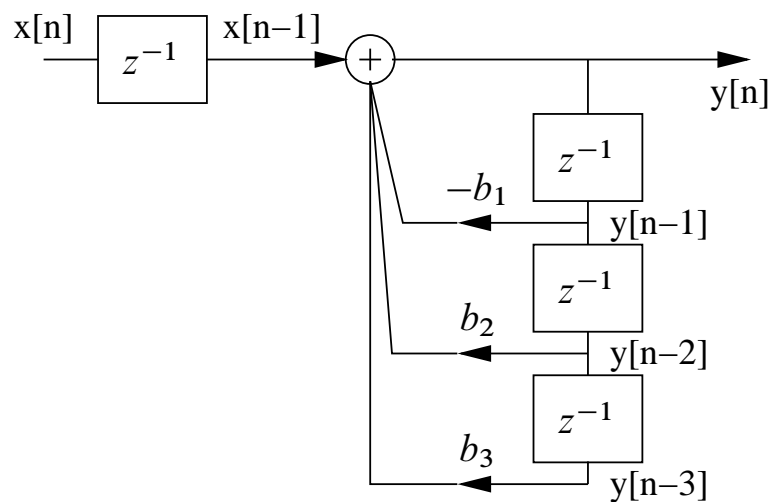 x[n]
z⁻¹
x[n−1]
+
y[n]
z⁻¹
−b₁
y[n−1]
z⁻¹
b₂
y[n−2]
z⁻¹
b₃
y[n−3]